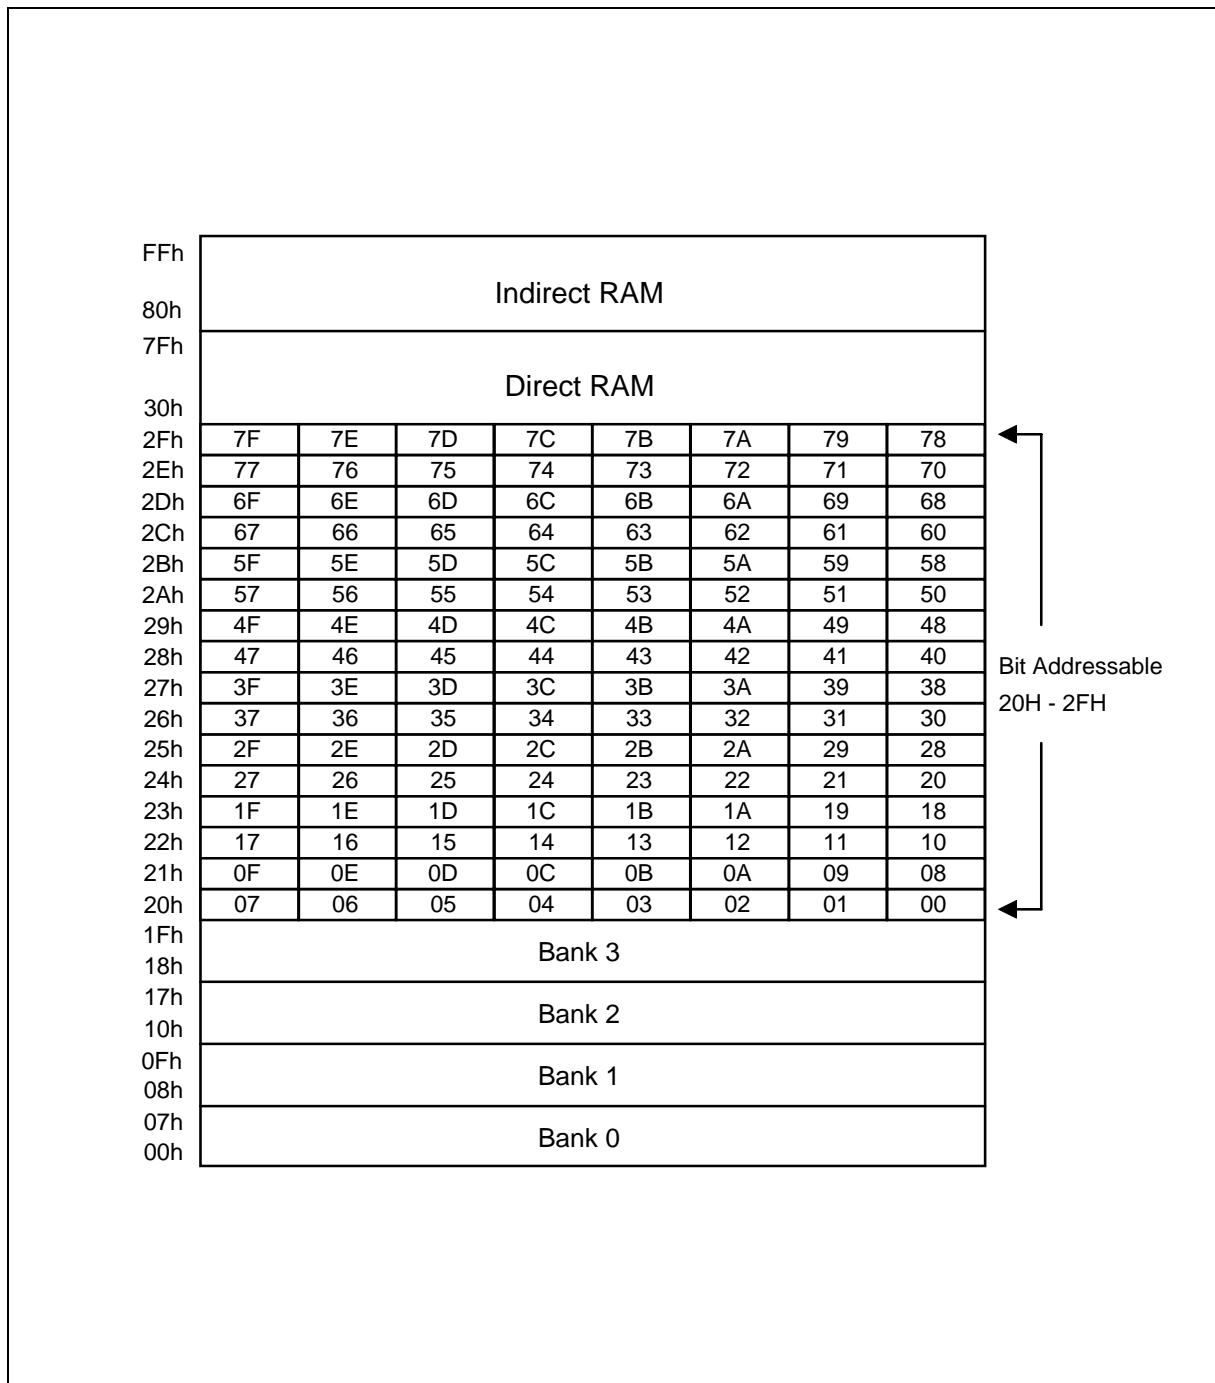 FFh
Indirect RAM
80h
7Fh
Direct RAM
30h
2Fh 7F 7E 7D 7C 7B 7A 79 78
2Eh 77 76 75 74 73 72 71 70
2Dh 6F 6E 6D 6C 6B 6A 69 68
2Ch 67 66 65 64 63 62 61 60
2Bh 5F 5E 5D 5C 5B 5A 59 58
2Ah 57 56 55 54 53 52 51 50
29h 4F 4E 4D 4C 4B 4A 49 48
28h 47 46 45 44 43 42 41 40
Bit Addressable
27h 3F 3E 3D 3C 3B 3A 39 38
20H - 2FH
26h 37 36 35 34 33 32 31 30
25h 2F 2E 2D 2C 2B 2A 29 28
24h 27 26 25 24 23 22 21 20
23h 1F 1E 1D 1C 1B 1A 19 18
22h 17 16 15 14 13 12 11 10
21h 0F 0E 0D 0C 0B 0A 09 08
20h 07 06 05 04 03 02 01 00
1Fh
Bank 3
18h
17h
Bank 2
10h
0Fh
Bank 1
08h
07h
Bank 0
00h